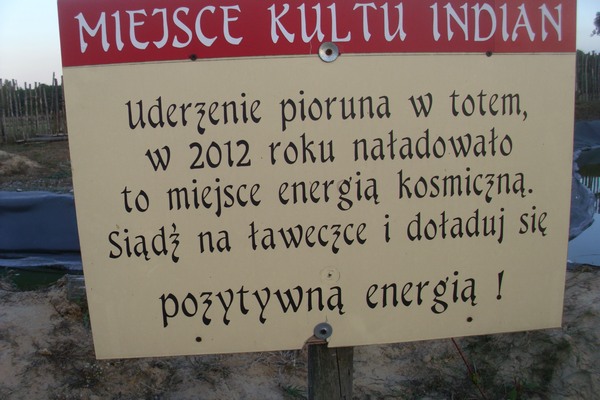 MIEJSCE KULTU INDIAN
Uderzenie pioruna w totem,
w 2012 roku naładowało
to miejsce energią kosmiczną.
Siądź na ławeczce i doładuj się
pozytywną energią !